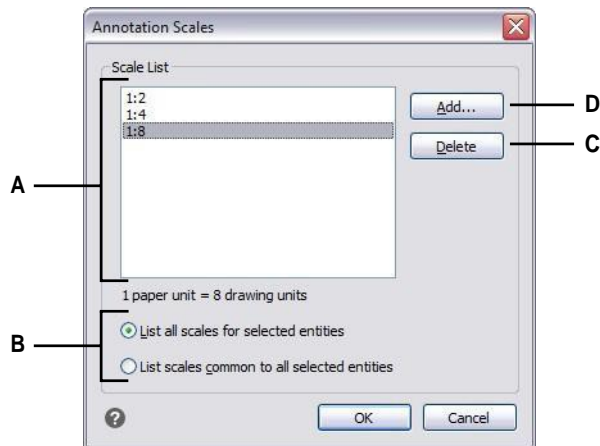 Annotation Scales
Scale List
1:2
1:4
1:8
Add...
D
Delete
C
A
1 paper unit = 8 drawing units
B
List all scales for selected entities
List scales common to all selected entities
?
OK
Cancel